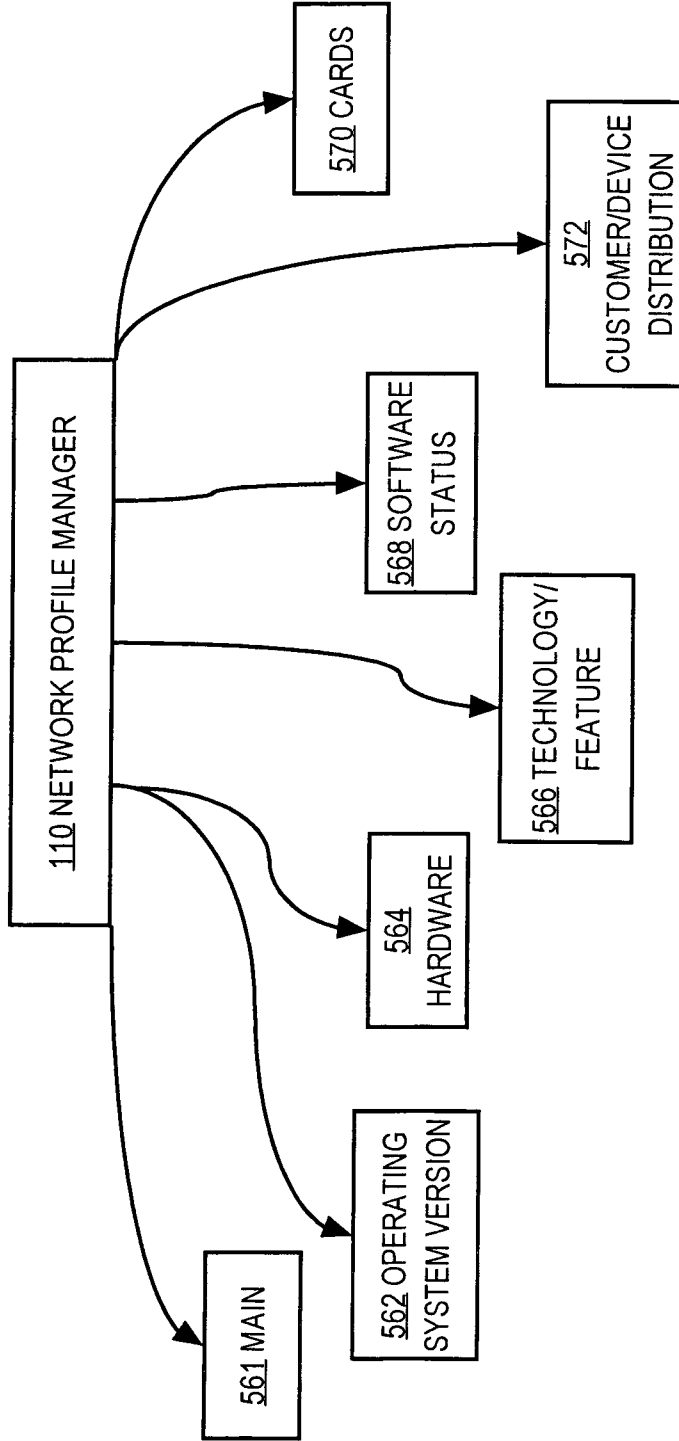 110 NETWORK PROFILE MANAGER
561 MAIN
562 OPERATING
SYSTEM VERSION
564
HARDWARE
566 TECHNOLOGY/
FEATURE
568 SOFTWARE
STATUS
570 CARDS
572
CUSTOMER/DEVICE
DISTRIBUTION